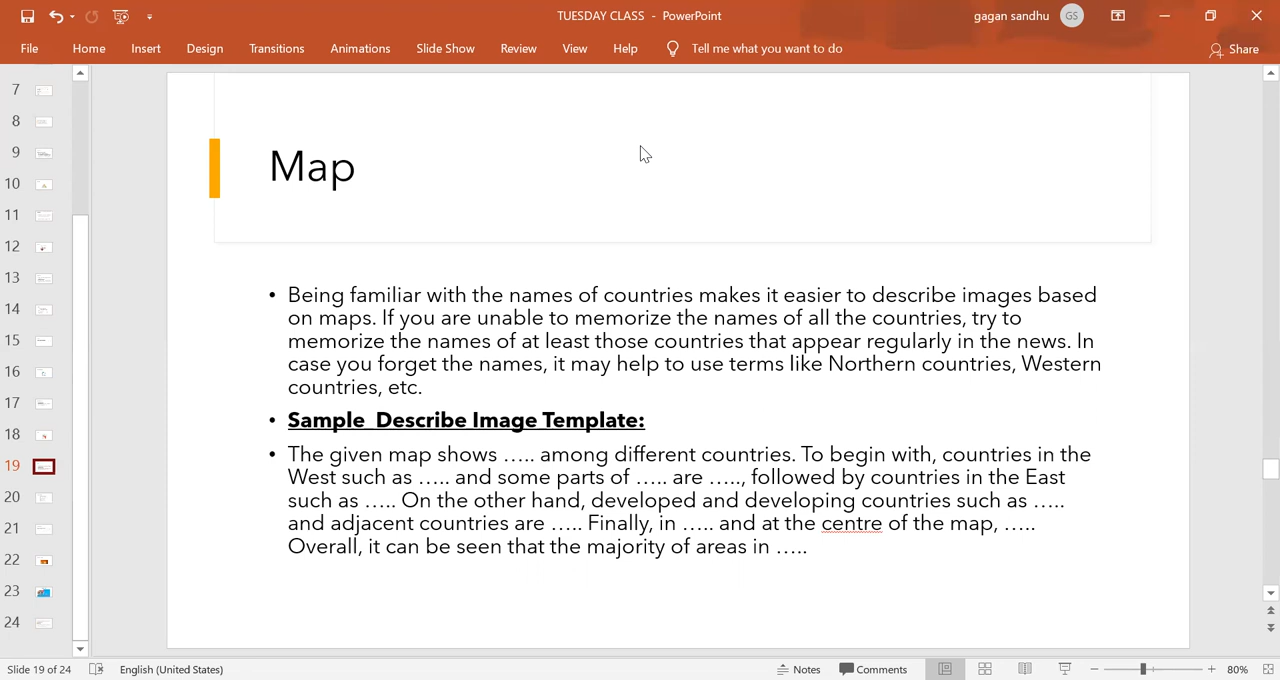 TUESDAY CLASS - PowerPoint
gagan sandhu GS
File Home Insert Design Transitions Animations Slide Show Review View Help Tell me what you want to do Share
7
8
9
10
11
12
13
14
15
16
17
18
19
20
21
22
23
24
Map
• Being familiar with the names of countries makes it easier to describe images based
on maps. If you are unable to memorize the names of all the countries, try to
memorize the names of at least those countries that appear regularly in the news. In
case you forget the names, it may help to use terms like Northern countries, Western
countries, etc.
• Sample Describe Image Template:
• The given map shows ….. among different countries. To begin with, countries in the
West such as ….. and some parts of ….. are ….., followed by countries in the East
such as ….. On the other hand, developed and developing countries such as …..
and adjacent countries are ….. Finally, in ….. and at the centre of the map, …..
Overall, it can be seen that the majority of areas in …..
Slide 19 of 24 English (United States) Notes Comments 80%